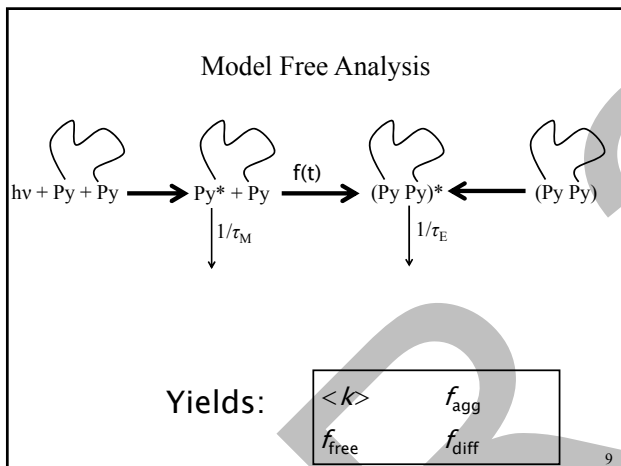 Model Free Analysis
hν + Py + Py Py* + Py f(t) (Py Py)* (Py Py)
1/τM 1/τE
Yields: <k> fagg
ffree fdiff
9